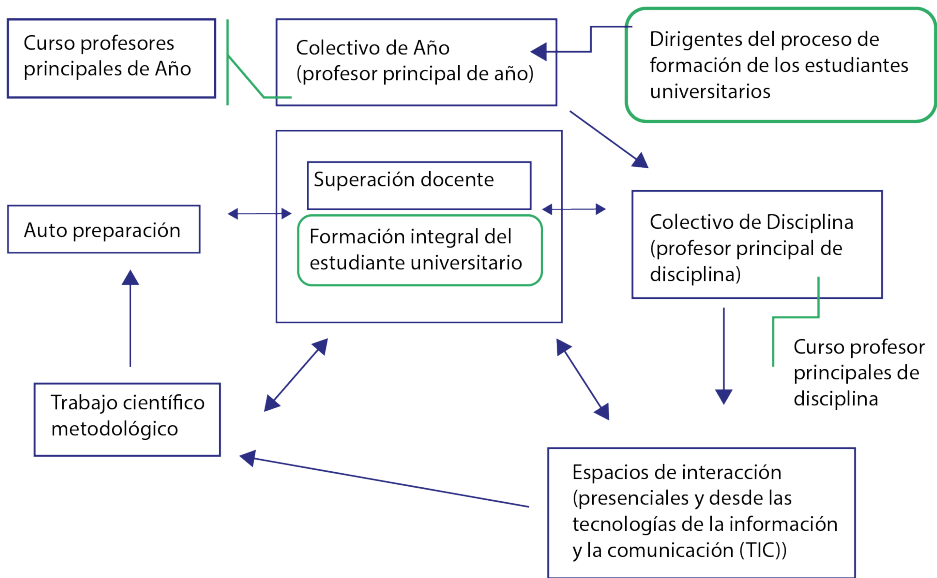 Curso profesores
principales de Año
Colectivo de Año
(profesor principal de año)
Dirigentes del proceso de
formación de los estudiantes
universitarios
Superación docente
Formación integral del
estudiante universitario
Auto preparación
Colectivo de Disciplina
(profesor principal de
disciplina)
Curso profesor
principales de
disciplina
Trabajo científico
metodológico
Espacios de interacción
(presenciales y desde las
tecnologías de la información
y la comunicación (TIC))